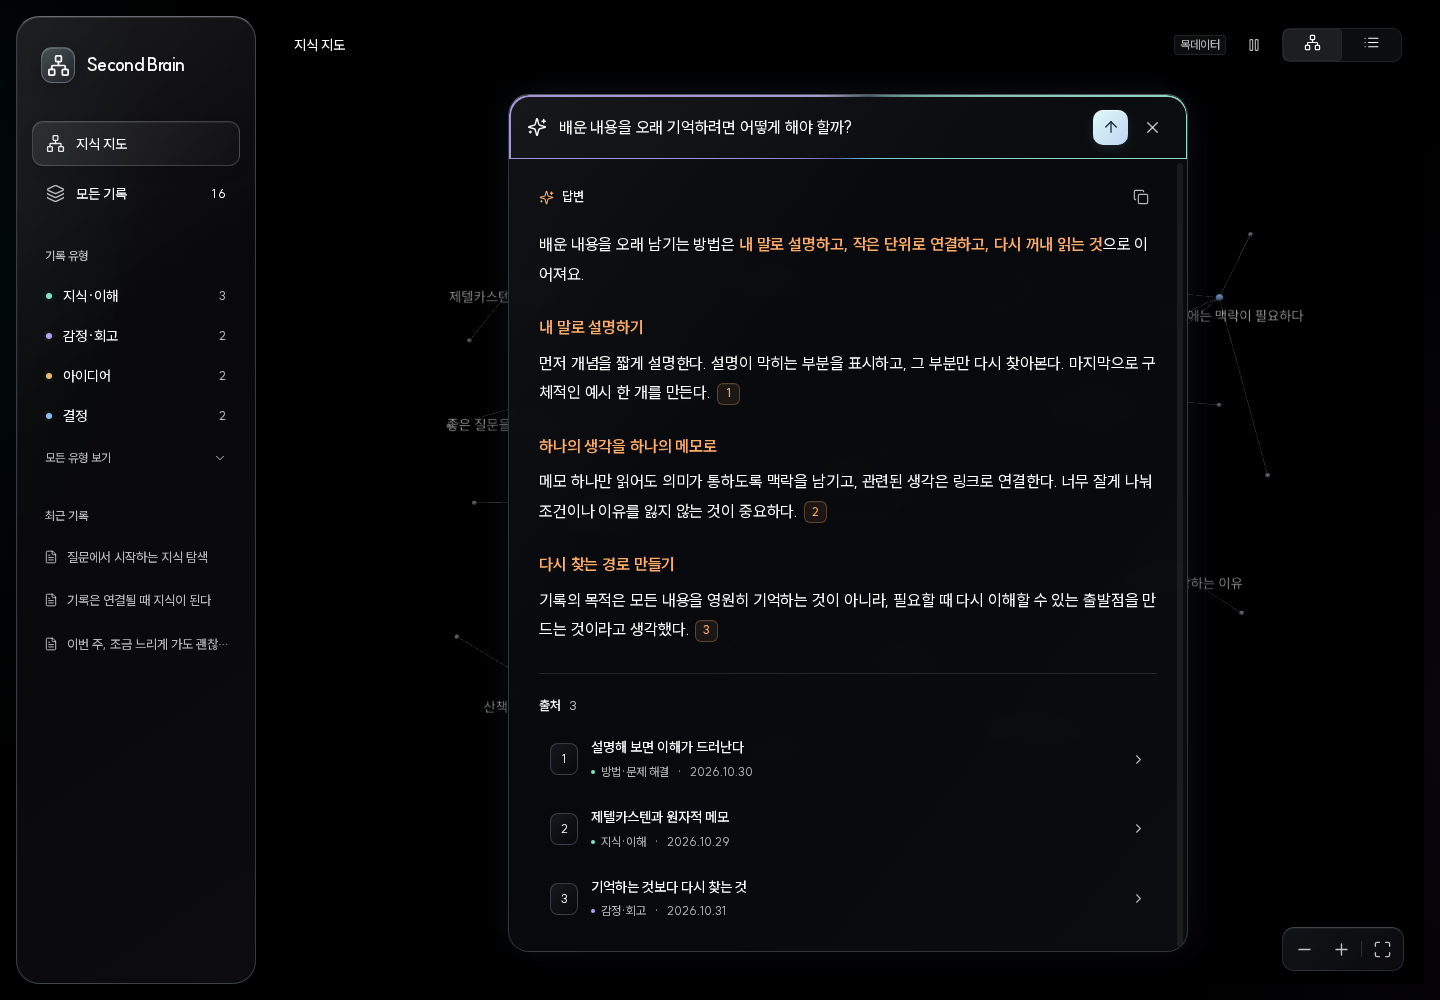 Second Brain
지식 지도
모든 기록 16
기록 유형
지식·이해 3
감정·회고 2
아이디어 2
결정 2
모든 유형 보기
최근 기록
질문에서 시작하는 지식 탐색
기록은 연결될 때 지식이 된다
이번 주, 조금 느리게 가도 괜찮…
지식 지도
목데이터
제텔카스텐
좋은 질문을
산책
에는 맥락이 필요하다
하는 이유
배운 내용을 오래 기억하려면 어떻게 해야 할까?
답변
배운 내용을 오래 남기는 방법은 내 말로 설명하고, 작은 단위로 연결하고, 다시 꺼내 읽는 것으로 이
어져요.
내 말로 설명하기
먼저 개념을 짧게 설명한다. 설명이 막히는 부분을 표시하고, 그 부분만 다시 찾아본다. 마지막으로 구
체적인 예시 한 개를 만든다. 1
하나의 생각을 하나의 메모로
메모 하나만 읽어도 의미가 통하도록 맥락을 남기고, 관련된 생각은 링크로 연결한다. 너무 잘게 나눠
조건이나 이유를 잃지 않는 것이 중요하다. 2
다시 찾는 경로 만들기
기록의 목적은 모든 내용을 영원히 기억하는 것이 아니라, 필요할 때 다시 이해할 수 있는 출발점을 만
드는 것이라고 생각했다. 3
출처 3
1 설명해 보면 이해가 드러난다
방법·문제 해결 · 2026.10.30
2 제텔카스텐과 원자적 메모
지식·이해 · 2026.10.29
3 기억하는 것보다 다시 찾는 것
감정·회고 · 2026.10.31